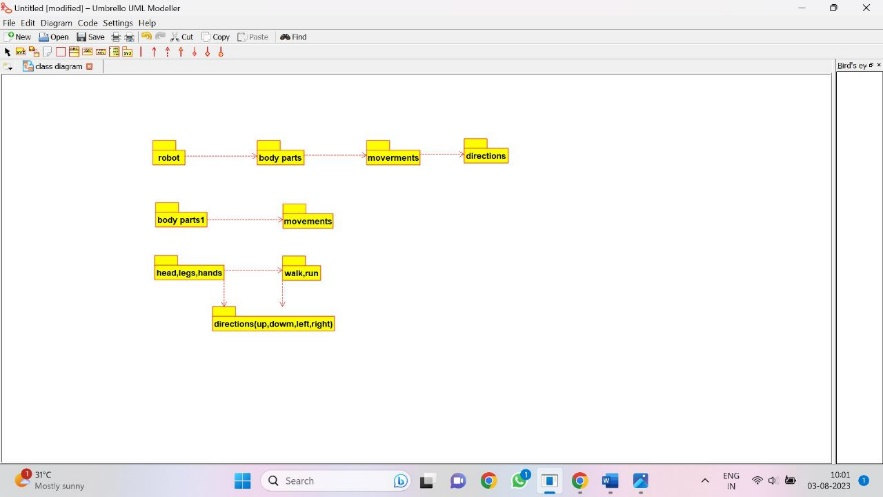 Untitled [modified] – Umbrello UML Modeller
File Edit Diagram Code Settings Help
New Open Save Cut Copy Paste Find
class diagram
Bird's ey
robot
body parts
moverments
directions
body parts1
movements
head,legs,hands
walk,run
directions(up,dowm,left,right)
31°C
Mostly sunny
Search
ENG
IN
10:01
03-08-2023